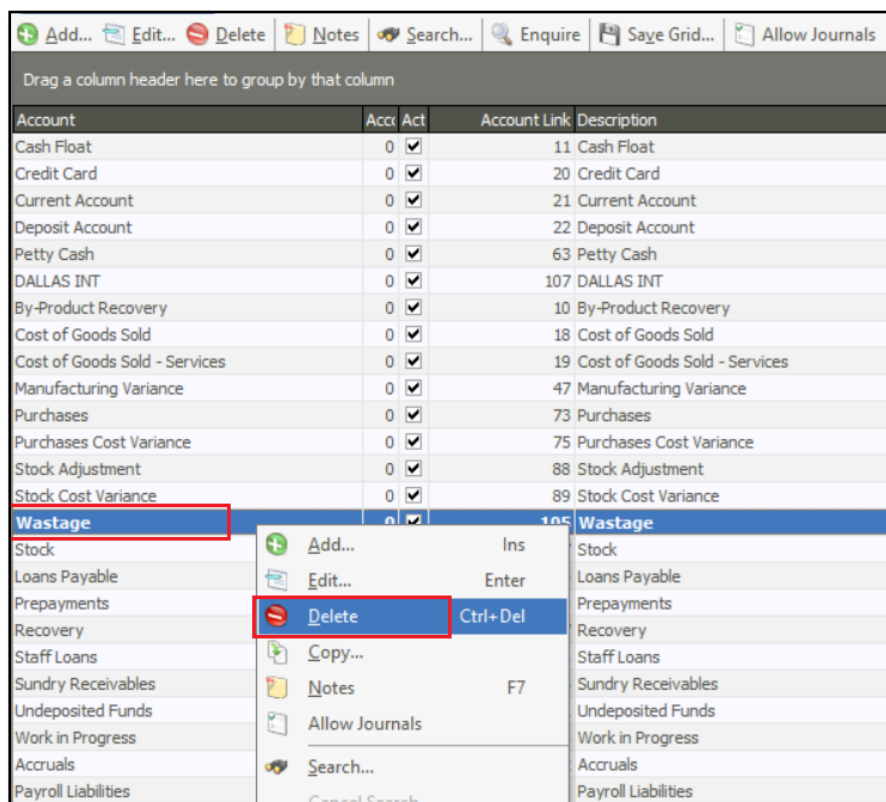 Add... Edit... Delete Notes Search... Enquire Save Grid... Allow Journals
Drag a column header here to group by that column
Account Acc Act Account Link Description
Cash Float 0 11 Cash Float
Credit Card 0 20 Credit Card
Current Account 0 21 Current Account
Deposit Account 0 22 Deposit Account
Petty Cash 0 63 Petty Cash
DALLAS INT 0 107 DALLAS INT
By-Product Recovery 0 10 By-Product Recovery
Cost of Goods Sold 0 18 Cost of Goods Sold
Cost of Goods Sold - Services 0 19 Cost of Goods Sold - Services
Manufacturing Variance 0 47 Manufacturing Variance
Purchases 0 73 Purchases
Purchases Cost Variance 0 75 Purchases Cost Variance
Stock Adjustment 0 88 Stock Adjustment
Stock Cost Variance 0 89 Stock Cost Variance
Wastage 0 105 Wastage
Stock Add... Ins Stock
Loans Payable Edit... Enter Loans Payable
Prepayments Delete Ctrl+Del Prepayments
Recovery Recovery
Staff Loans Copy... Staff Loans
Sundry Receivables Notes F7 Sundry Receivables
Undeposited Funds Allow Journals Undeposited Funds
Work in Progress Work in Progress
Accruals Search... Accruals
Payroll Liabilities Cancel Search Payroll Liabilities